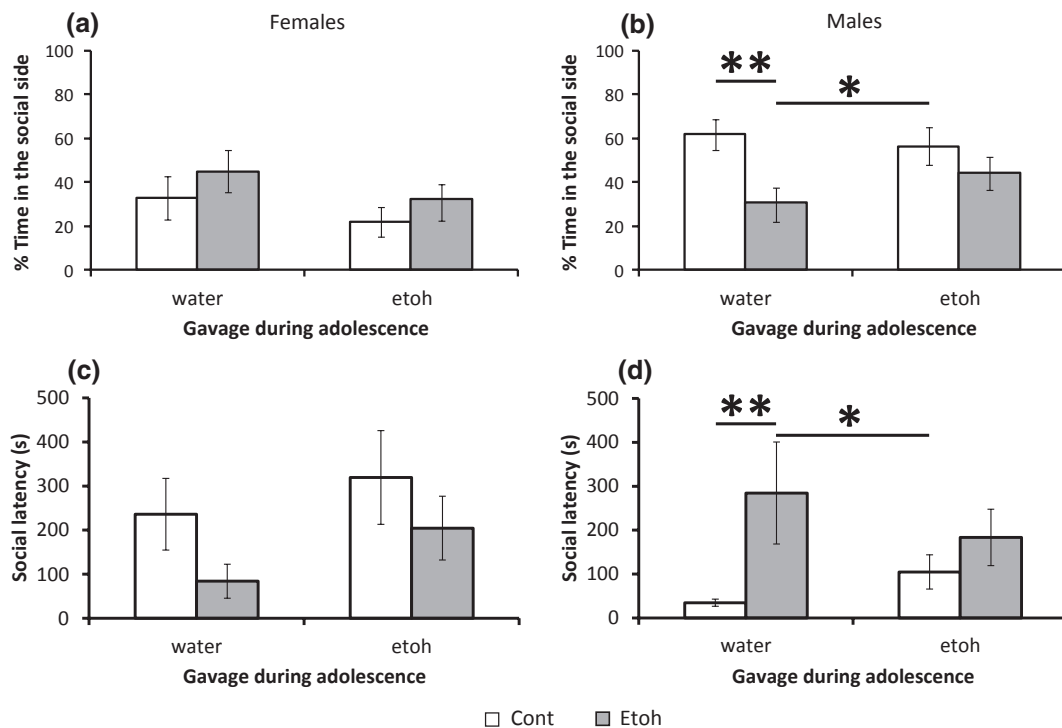 (a) Females
% Time in the social side
100
80
60
40
20
0
water etoh
Gavage during adolescence
(b) Males
% Time in the social side
100
80
60
40
20
0
** *
water etoh
Gavage during adolescence
(c)
Social latency (s)
500
400
300
200
100
0
water etoh
Gavage during adolescence
(d)
Social latency (s)
500
400
300
200
100
0
** *
water etoh
Gavage during adolescence
Cont Etoh